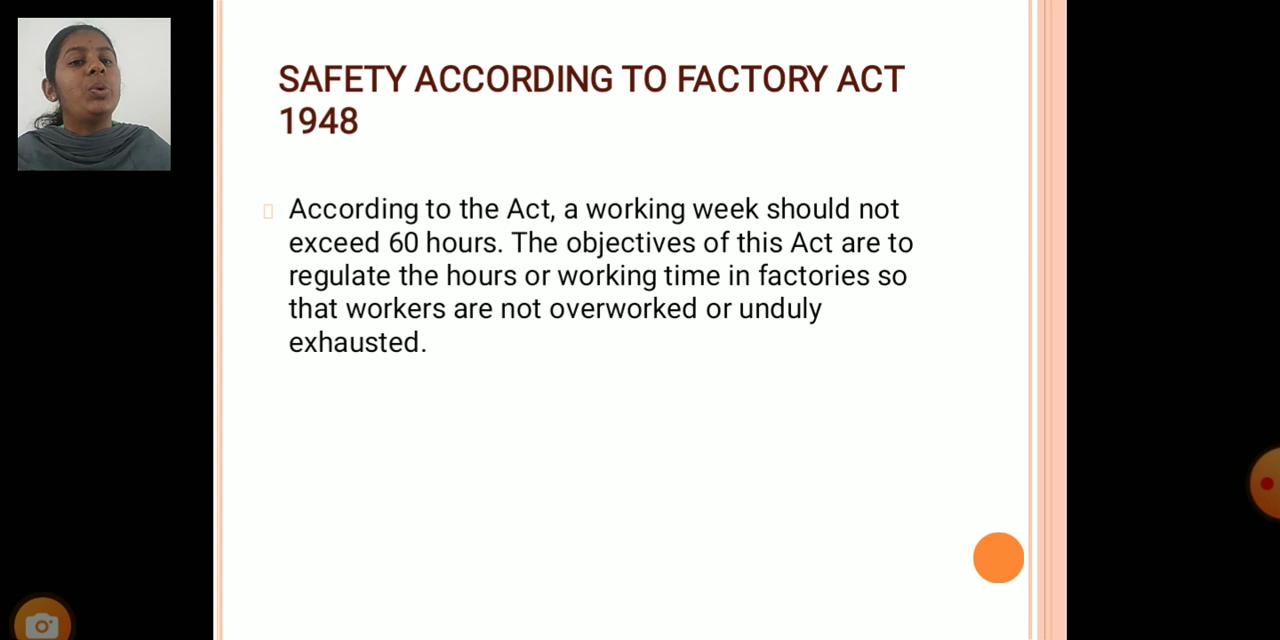 SAFETY ACCORDING TO FACTORY ACT
1948
According to the Act, a working week should not
exceed 60 hours. The objectives of this Act are to
regulate the hours or working time in factories so
that workers are not overworked or unduly
exhausted.